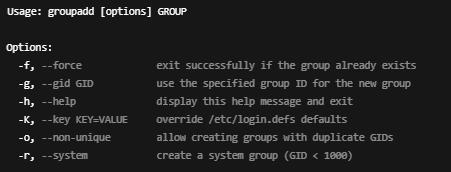 Usage: groupadd [options] GROUP
Options:
-f, --force exit successfully if the group already exists
-g, --gid GID use the specified group ID for the new group
-h, --help display this help message and exit
-K, --key KEY=VALUE override /etc/login.defs defaults
-o, --non-unique allow creating groups with duplicate GIDs
-r, --system create a system group (GID < 1000)